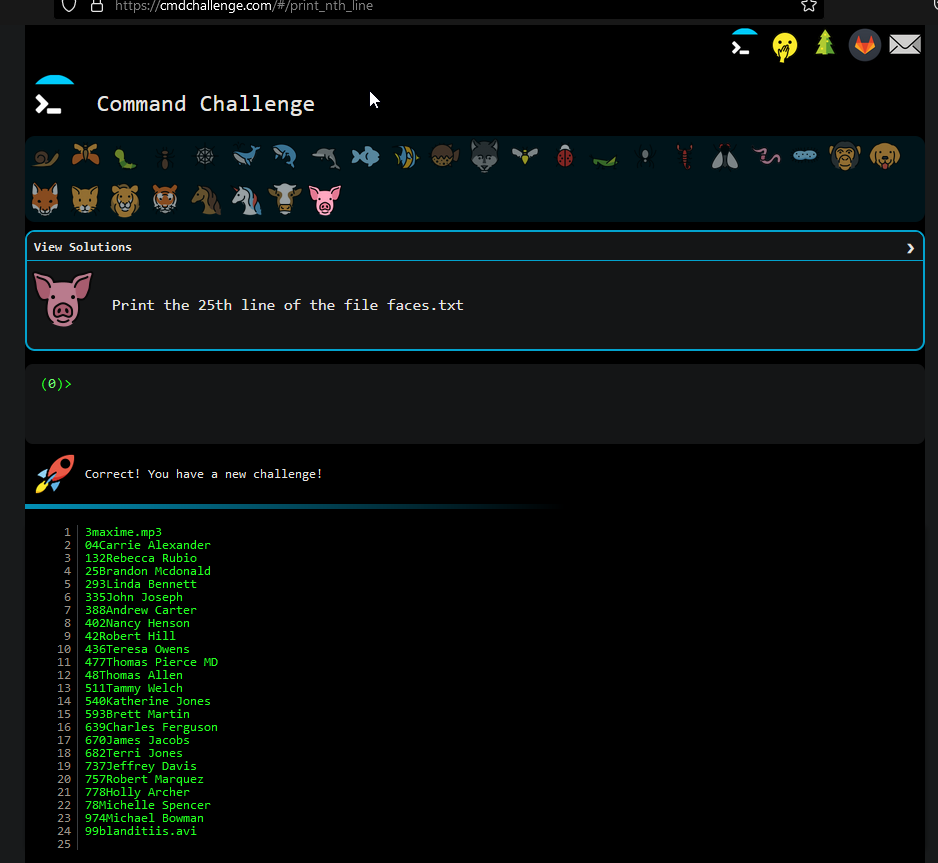 https://cmdchallenge.com/#/print_nth_line
Command Challenge
View Solutions
Print the 25th line of the file faces.txt
(0)>
Correct! You have a new challenge!
1 3maxime.mp3
2 04Carrie Alexander
3 132Rebecca Rubio
4 25Brandon Mcdonald
5 293Linda Bennett
6 335John Joseph
7 388Andrew Carter
8 402Nancy Henson
9 42Robert Hill
10 436Teresa Owens
11 477Thomas Pierce MD
12 48Thomas Allen
13 511Tammy Welch
14 540Katherine Jones
15 593Brett Martin
16 639Charles Ferguson
17 670James Jacobs
18 682Terri Jones
19 737Jeffrey Davis
20 757Robert Marquez
21 778Holly Archer
22 78Michelle Spencer
23 974Michael Bowman
24 99blanditiis.avi
25